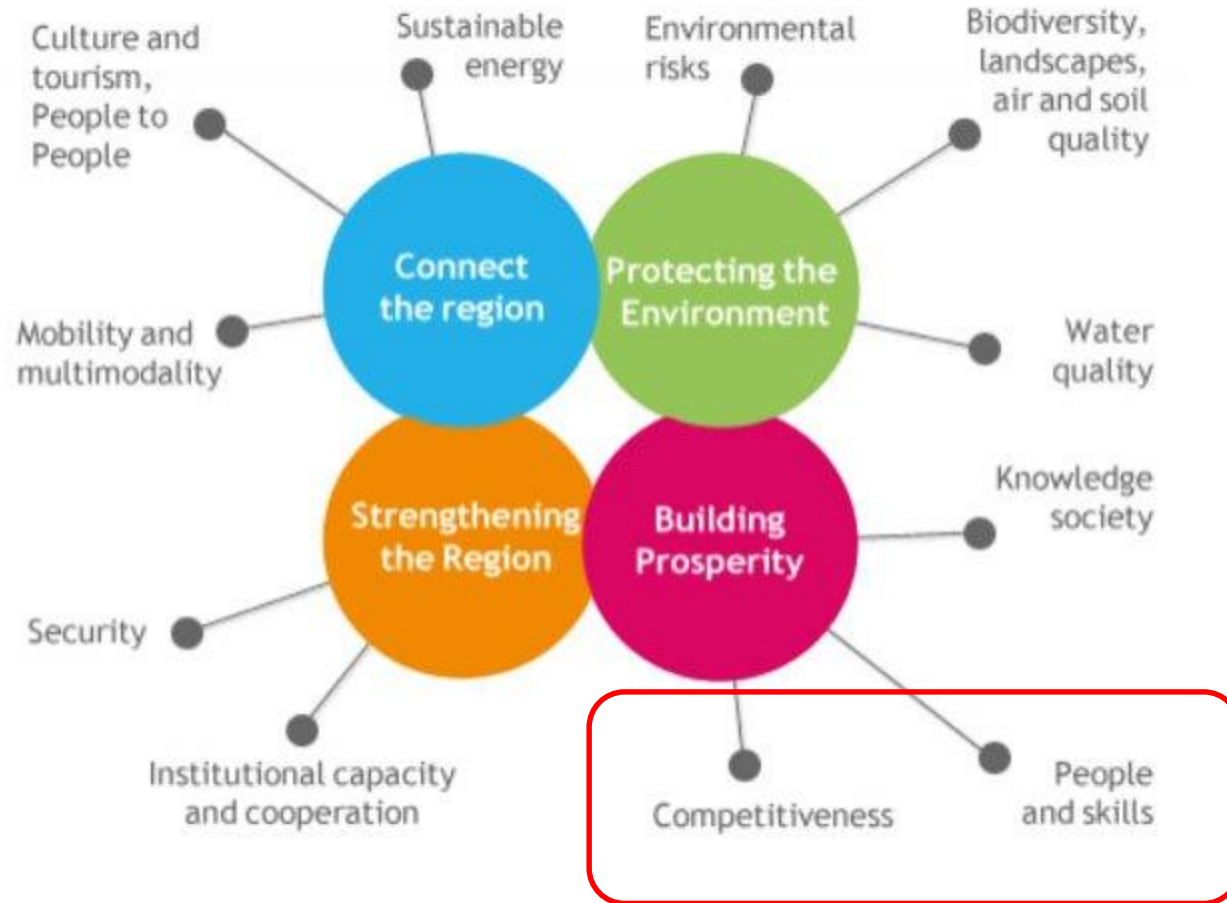 Culture and
tourism,
People to
People
Sustainable
energy
Environmental
risks
Biodiversity,
landscapes,
air and soil
quality
Connect
the region
Protecting the
Environment
Mobility and
multimodality
Water
quality
Knowledge
society
Strengthening
the Region
Building
Prosperity
Security
Institutional capacity
and cooperation
Competitiveness
People
and skills